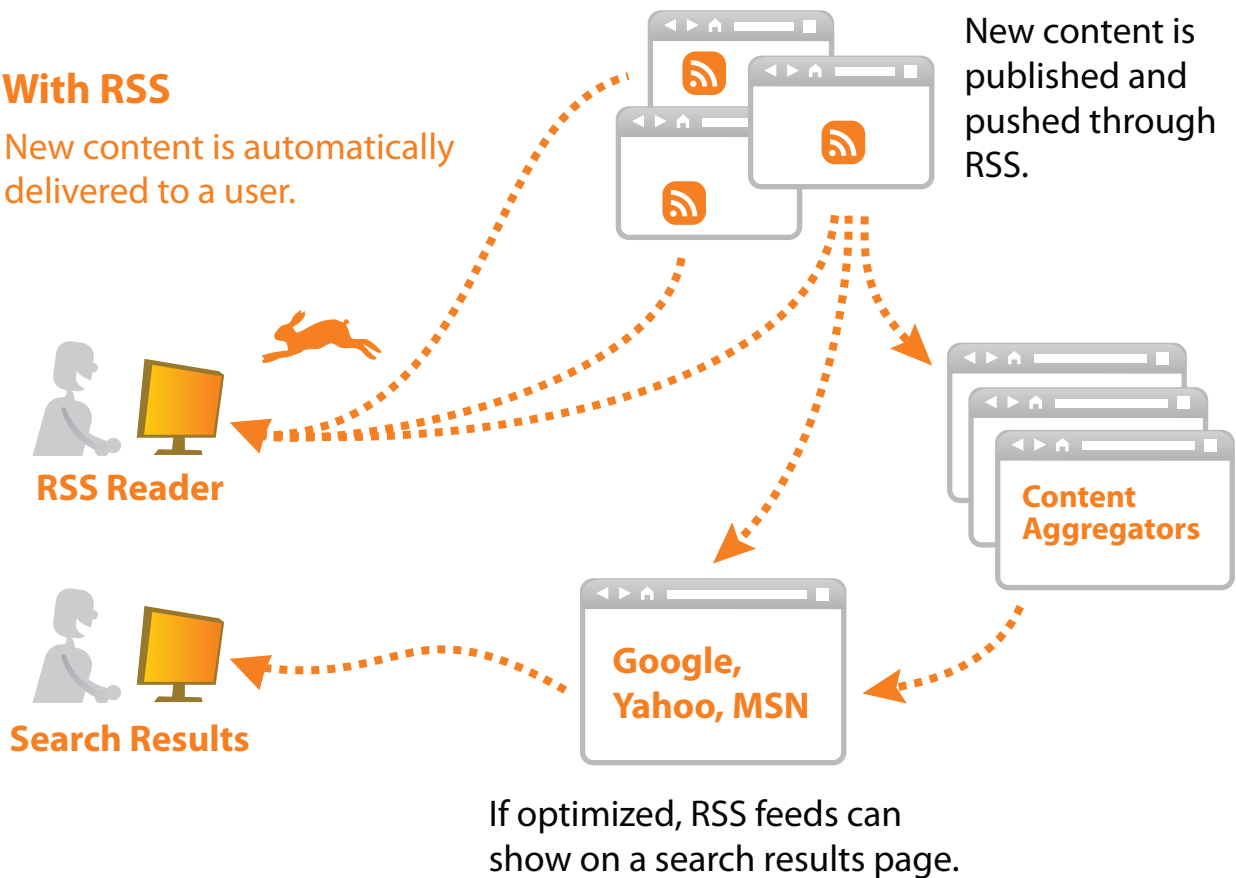 With RSS
New content is automatically
delivered to a user.
New content is
published and
pushed through
RSS.
RSS Reader
Content
Aggregators
Google,
Yahoo, MSN
Search Results
If optimized, RSS feeds can
show on a search results page.